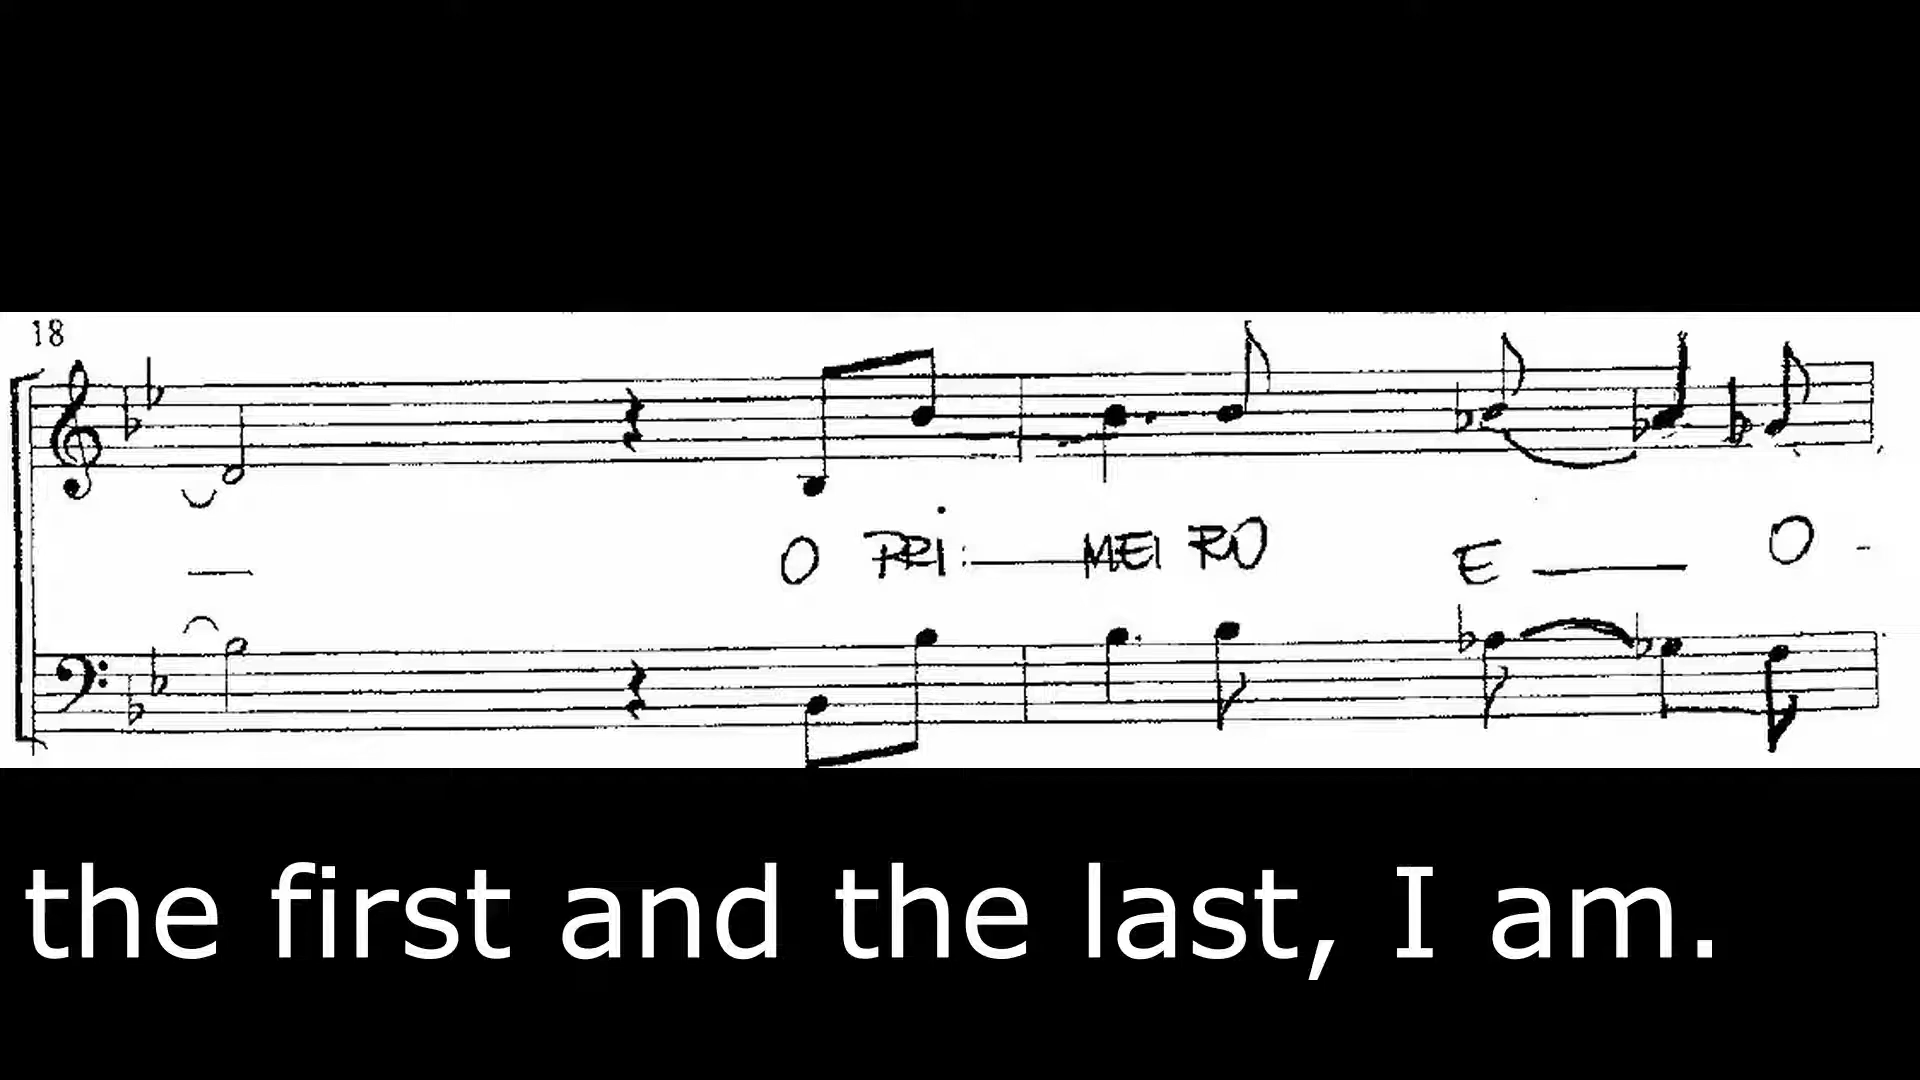 18
O PRI - MEI RO E O -
the first and the last, I am.